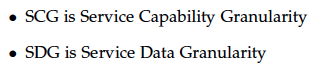 • SCG is Service Capability Granularity
• SDG is Service Data Granularity